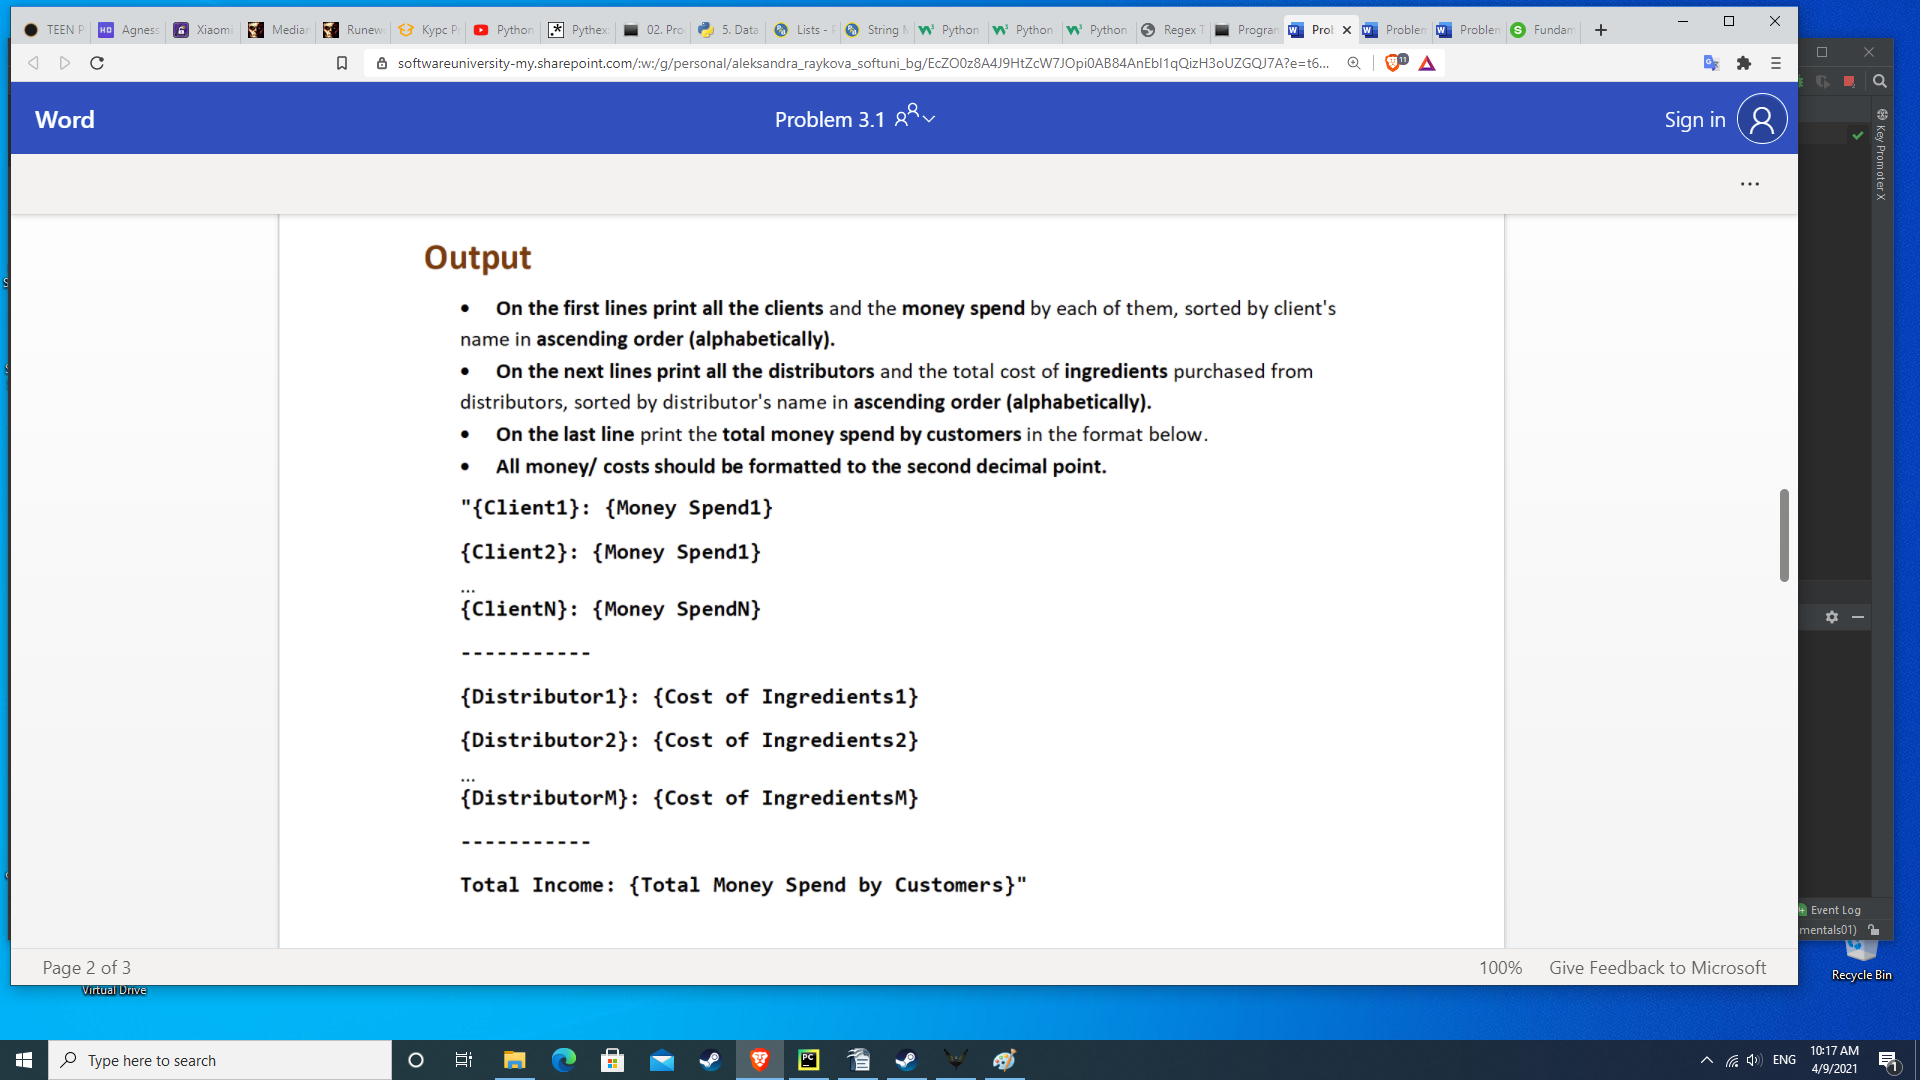 TEEN P
Agness
Xiaomi
Median
Runew
Курс P
Python
Pythex
02. Pro
5. Data
Lists -
String M
Python
Python
Python
Regex T
Program
Prob
Problem
Problem
Fundam
softwareuniversity-my.sharepoint.com/:w:/g/personal/aleksandra_raykova_softuni_bg/EcZO0z8A4J9HtZcW7JOpi0AB84AnEbl1qQizH3oUZGQJ7A?e=t6...
11
Word
Problem 3.1
Sign in
Key Promoter X
Output
• On the first lines print all the clients and the money spend by each of them, sorted by client's
name in ascending order (alphabetically).
• On the next lines print all the distributors and the total cost of ingredients purchased from
distributors, sorted by distributor's name in ascending order (alphabetically).
• On the last line print the total money spend by customers in the format below.
• All money/ costs should be formatted to the second decimal point.
"{Client1}: {Money Spend1}
{Client2}: {Money Spend1}
...
{ClientN}: {Money SpendN}
-----------
{Distributor1}: {Cost of Ingredients1}
{Distributor2}: {Cost of Ingredients2}
...
{DistributorM}: {Cost of IngredientsM}
-----------
Total Income: {Total Money Spend by Customers}"
Event Log
mentals01)
Page 2 of 3
100%
Give Feedback to Microsoft
Recycle Bin
Virtual Drive
Type here to search
ENG
10:17 AM
4/9/2021
1